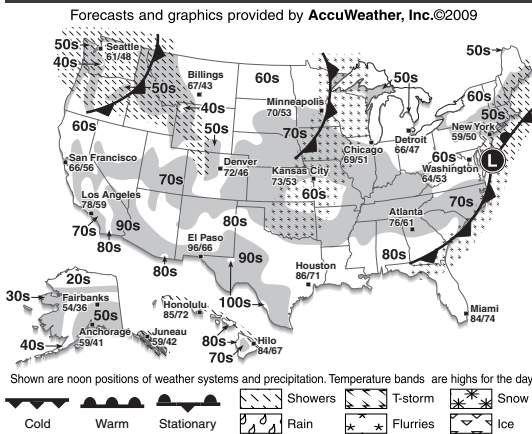 Forecasts and graphics provided by AccuWeather, Inc.©2009
50s
Seattle
61/48
40s
50s
Billings
67/43
40s
50s
60s
50s
50s
60s
50s
New York
59/50
Minneapolis
70/53
70s
Detroit
66/47
Chicago
69/51
60s
Washington
64/53
L
60s
San Francisco
66/56
70s
Denver
72/46
Kansas City
73/53
60s
70s
Los Angeles
78/59
70s
80s
90s
80s
80s
El Paso
96/66
90s
100s
Atlanta
76/61
80s
Houston
86/71
Miami
84/74
20s
30s
Fairbanks
54/36
50s
Anchorage
59/41
40s
Juneau
59/42
Honolulu
85/72
80s
70s
Hilo
84/67
Shown are noon positions of weather systems and precipitation. Temperature bands are highs for the day
Cold
Warm
Stationary
Showers
T-storm
Snow
Rain
Flurries
Ice